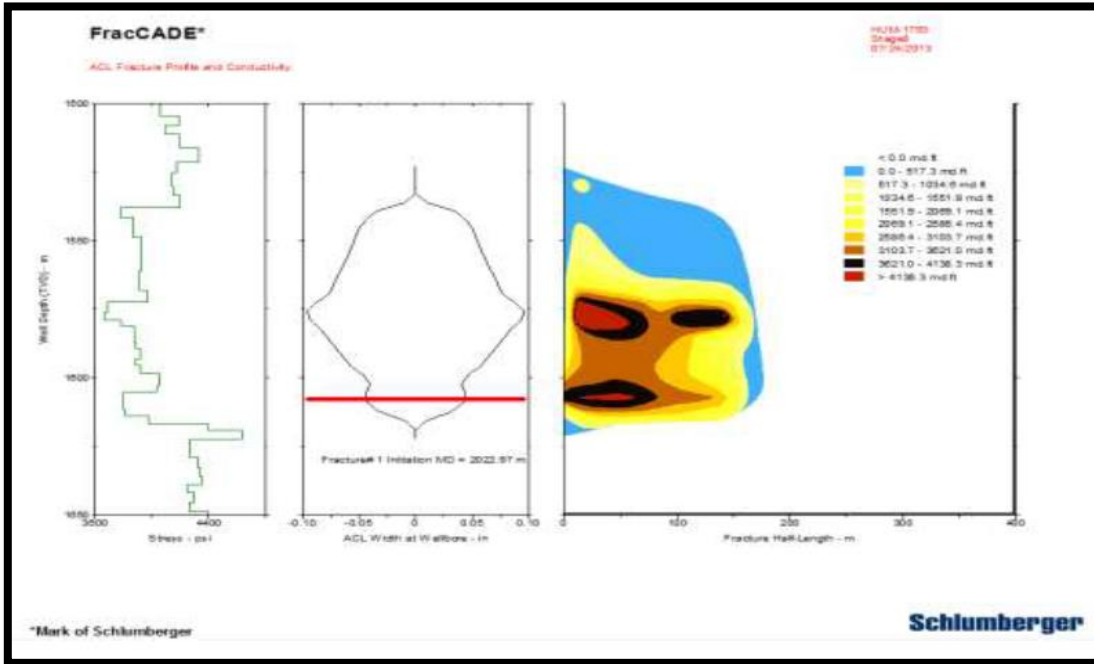 FracCADE*
ACL Fracture Profile and Conductivity
Stage6
< 0.0 md.ft
0.0 - 517.3 md.ft
517.3 - 1034.6 md.ft
1034.6 - 1551.9 md.ft
1551.9 - 2069.1 md.ft
2069.1 - 2586.4 md.ft
2586.4 - 3103.7 md.ft
3103.7 - 3621.0 md.ft
3621.0 - 4138.3 md.ft
> 4138.3 md.ft
Well Depth (TVD) - m
Fracture# 1 Initiation MD = 2022.97 m
4400
-0.10 -0.05 0 0.05 0.10
0 100 200 300 400
Stress - psi
ACL Width at Wellbore - in
Fracture Half-Length - m
*Mark of Schlumberger
Schlumberger